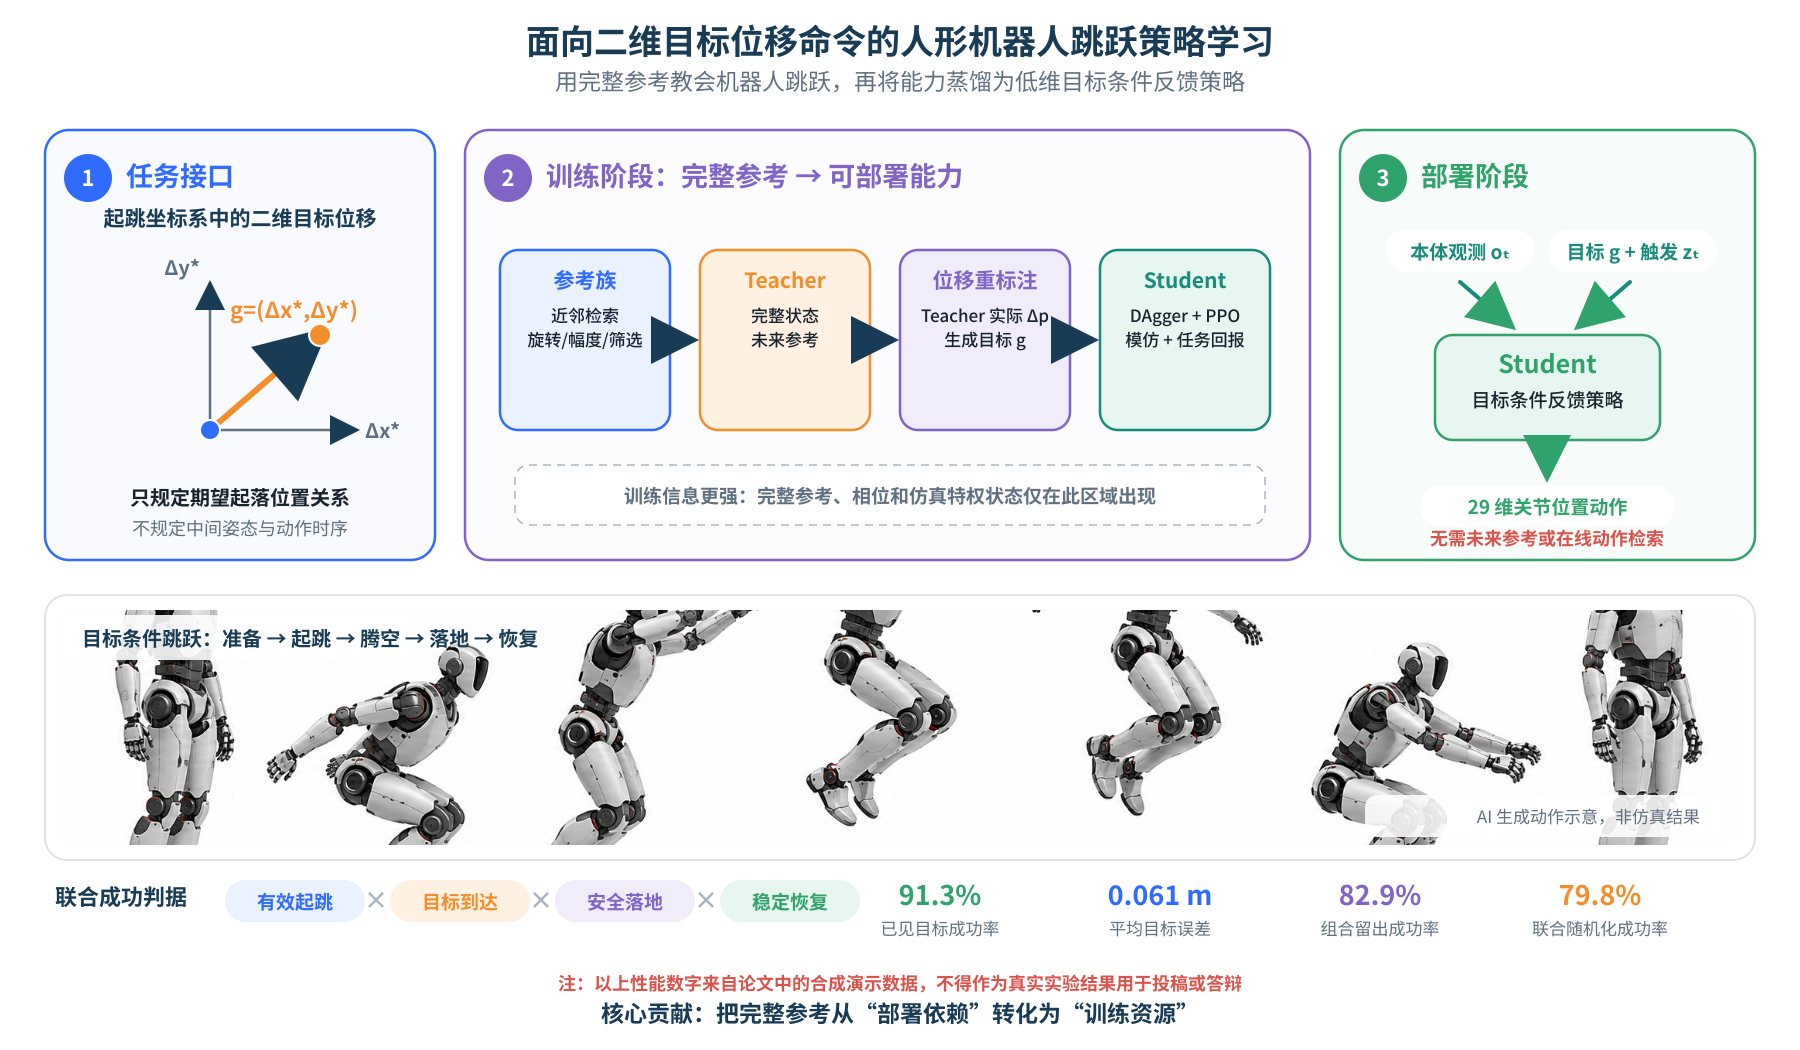 面向二维目标位移命令的人形机器人跳跃策略学习
用完整参考教会机器人跳跃，再将能力蒸馏为低维目标条件反馈策略
1 任务接口
起跳坐标系中的二维目标位移
Δy*
g=(Δx*,Δy*)
Δx*
只规定期望起落位置关系
不规定中间姿态与动作时序
2 训练阶段：完整参考 → 可部署能力
参考族
近邻检索
旋转/幅度/筛选
Teacher
完整状态
未来参考
位移重标注
Teacher 实际 Δp
生成目标 g
Student
DAgger + PPO
模仿 + 任务回报
训练信息更强：完整参考、相位和仿真特权状态仅在此区域出现
3 部署阶段
本体观测 oₜ
目标 g + 触发 zₜ
Student
目标条件反馈策略
29 维关节位置动作
无需未来参考或在线动作检索
目标条件跳跃：准备 → 起跳 → 腾空 → 落地 → 恢复
AI 生成动作示意，非仿真结果
联合成功判据
有效起跳 × 目标到达 × 安全落地 × 稳定恢复
91.3%
已见目标成功率
0.061 m
平均目标误差
82.9%
组合留出成功率
79.8%
联合随机化成功率
注：以上性能数字来自论文中的合成演示数据，不得作为真实实验结果用于投稿或答辩
核心贡献：把完整参考从“部署依赖”转化为“训练资源”